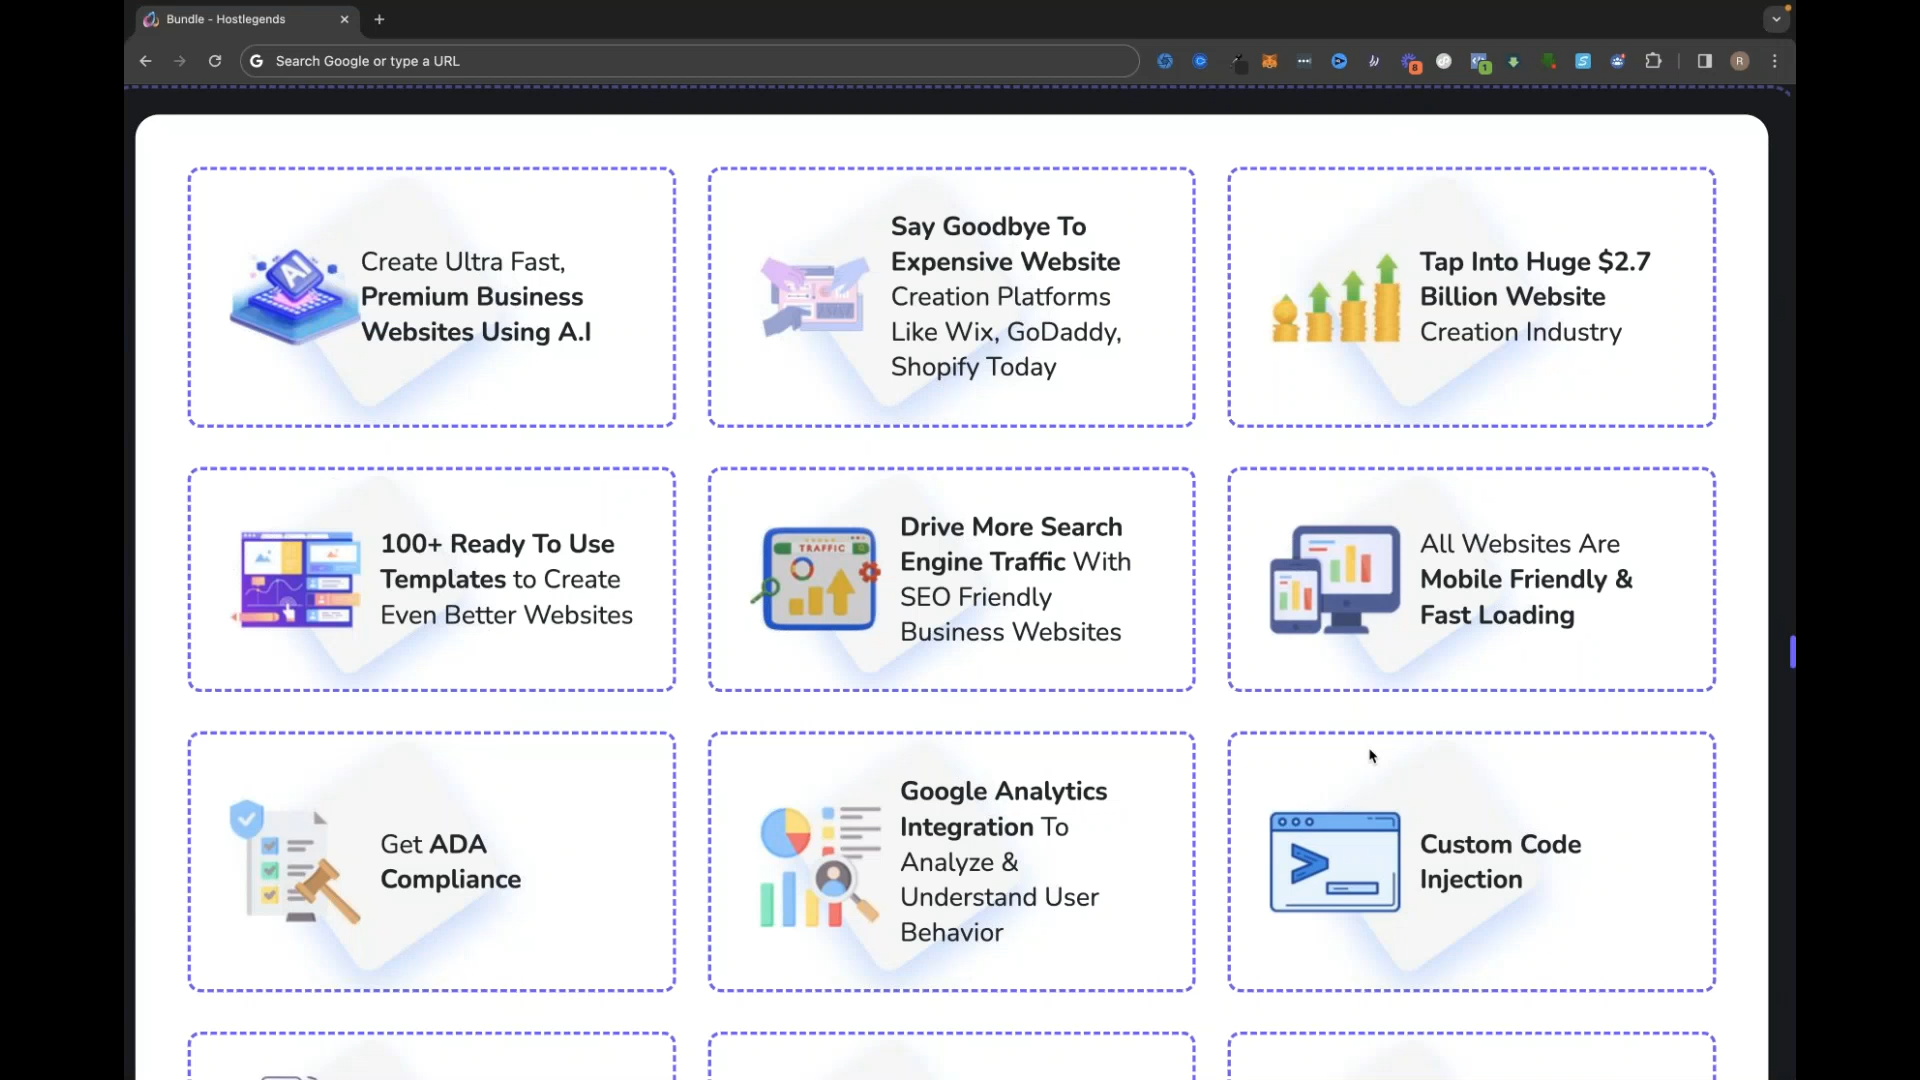 Bundle - Hostlegends
Search Google or type a URL
8
1
R
Create Ultra Fast,
Premium Business
Websites Using A.I
AI
Say Goodbye To
Expensive Website
Creation Platforms
Like Wix, GoDaddy,
Shopify Today
Tap Into Huge $2.7
Billion Website
Creation Industry
100+ Ready To Use
Templates to Create
Even Better Websites
TRAFFIC
Drive More Search
Engine Traffic With
SEO Friendly
Business Websites
All Websites Are
Mobile Friendly &
Fast Loading
Get ADA
Compliance
Google Analytics
Integration To
Analyze &
Understand User
Behavior
Custom Code
Injection